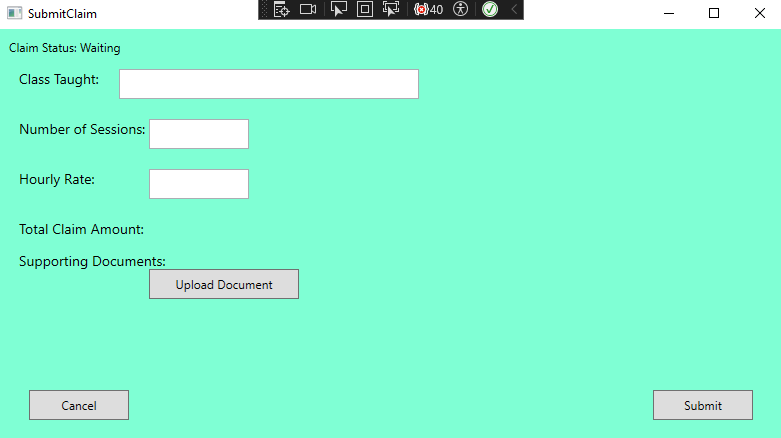 SubmitClaim
40
Claim Status: Waiting
Class Taught:
Number of Sessions:
Hourly Rate:
Total Claim Amount:
Supporting Documents:
Upload Document
Cancel Submit